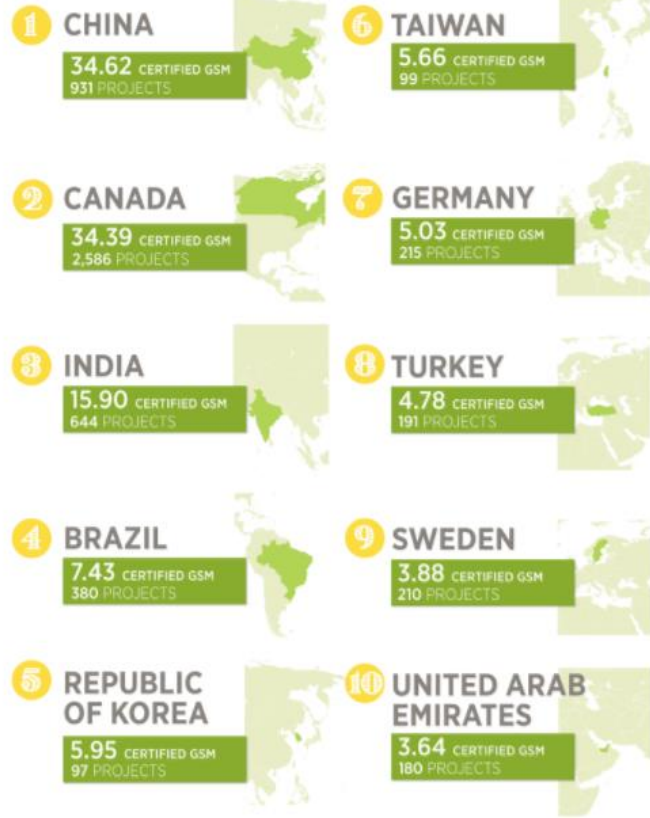 1 CHINA
34.62 CERTIFIED GSM
931 PROJECTS
2 CANADA
34.39 CERTIFIED GSM
2,586 PROJECTS
3 INDIA
15.90 CERTIFIED GSM
644 PROJECTS
4 BRAZIL
7.43 CERTIFIED GSM
380 PROJECTS
5 REPUBLIC
OF KOREA
5.95 CERTIFIED GSM
97 PROJECTS
6 TAIWAN
5.66 CERTIFIED GSM
99 PROJECTS
7 GERMANY
5.03 CERTIFIED GSM
215 PROJECTS
8 TURKEY
4.78 CERTIFIED GSM
191 PROJECTS
9 SWEDEN
3.88 CERTIFIED GSM
210 PROJECTS
10 UNITED ARAB
EMIRATES
3.64 CERTIFIED GSM
180 PROJECTS